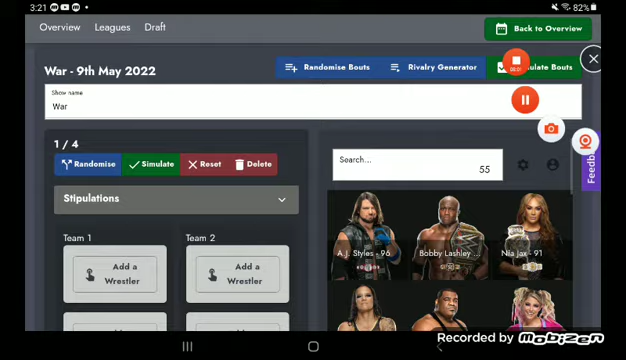 3:21
82%
Overview
Leagues
Draft
Back to Overview
War - 9th May 2022
Randomise Bouts
Rivalry Generator
ulate Bouts
Show name
War
1 / 4
Randomise
Simulate
Reset
Delete
Search...
55
Feedb
Stipulations
Team 1
Team 2
Add a
Wrestler
Add a
Wrestler
A.J. Styles - 96
Bobby Lashley ...
Nia Jax - 91
Recorded by Mobizen